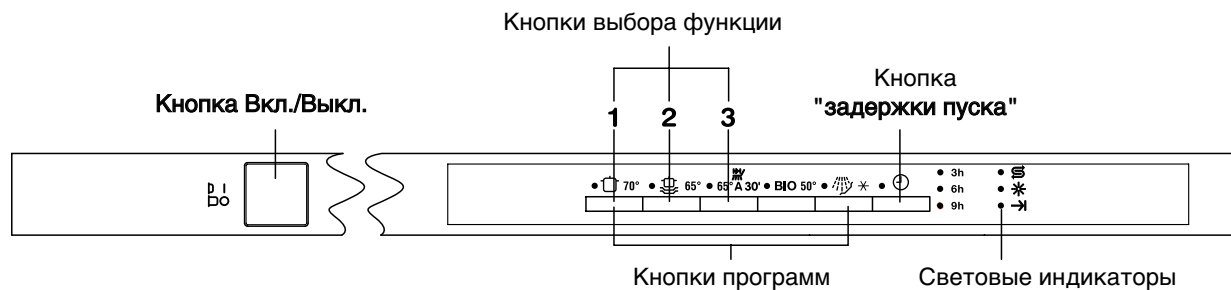 Кнопки выбора функции
Кнопка
"задержки пуска"
Кнопка Вкл./Выкл.
1 2 3
70° 65° 65° A 30' BIO 50°
3h
6h
9h
Кнопки программ
Световые индикаторы